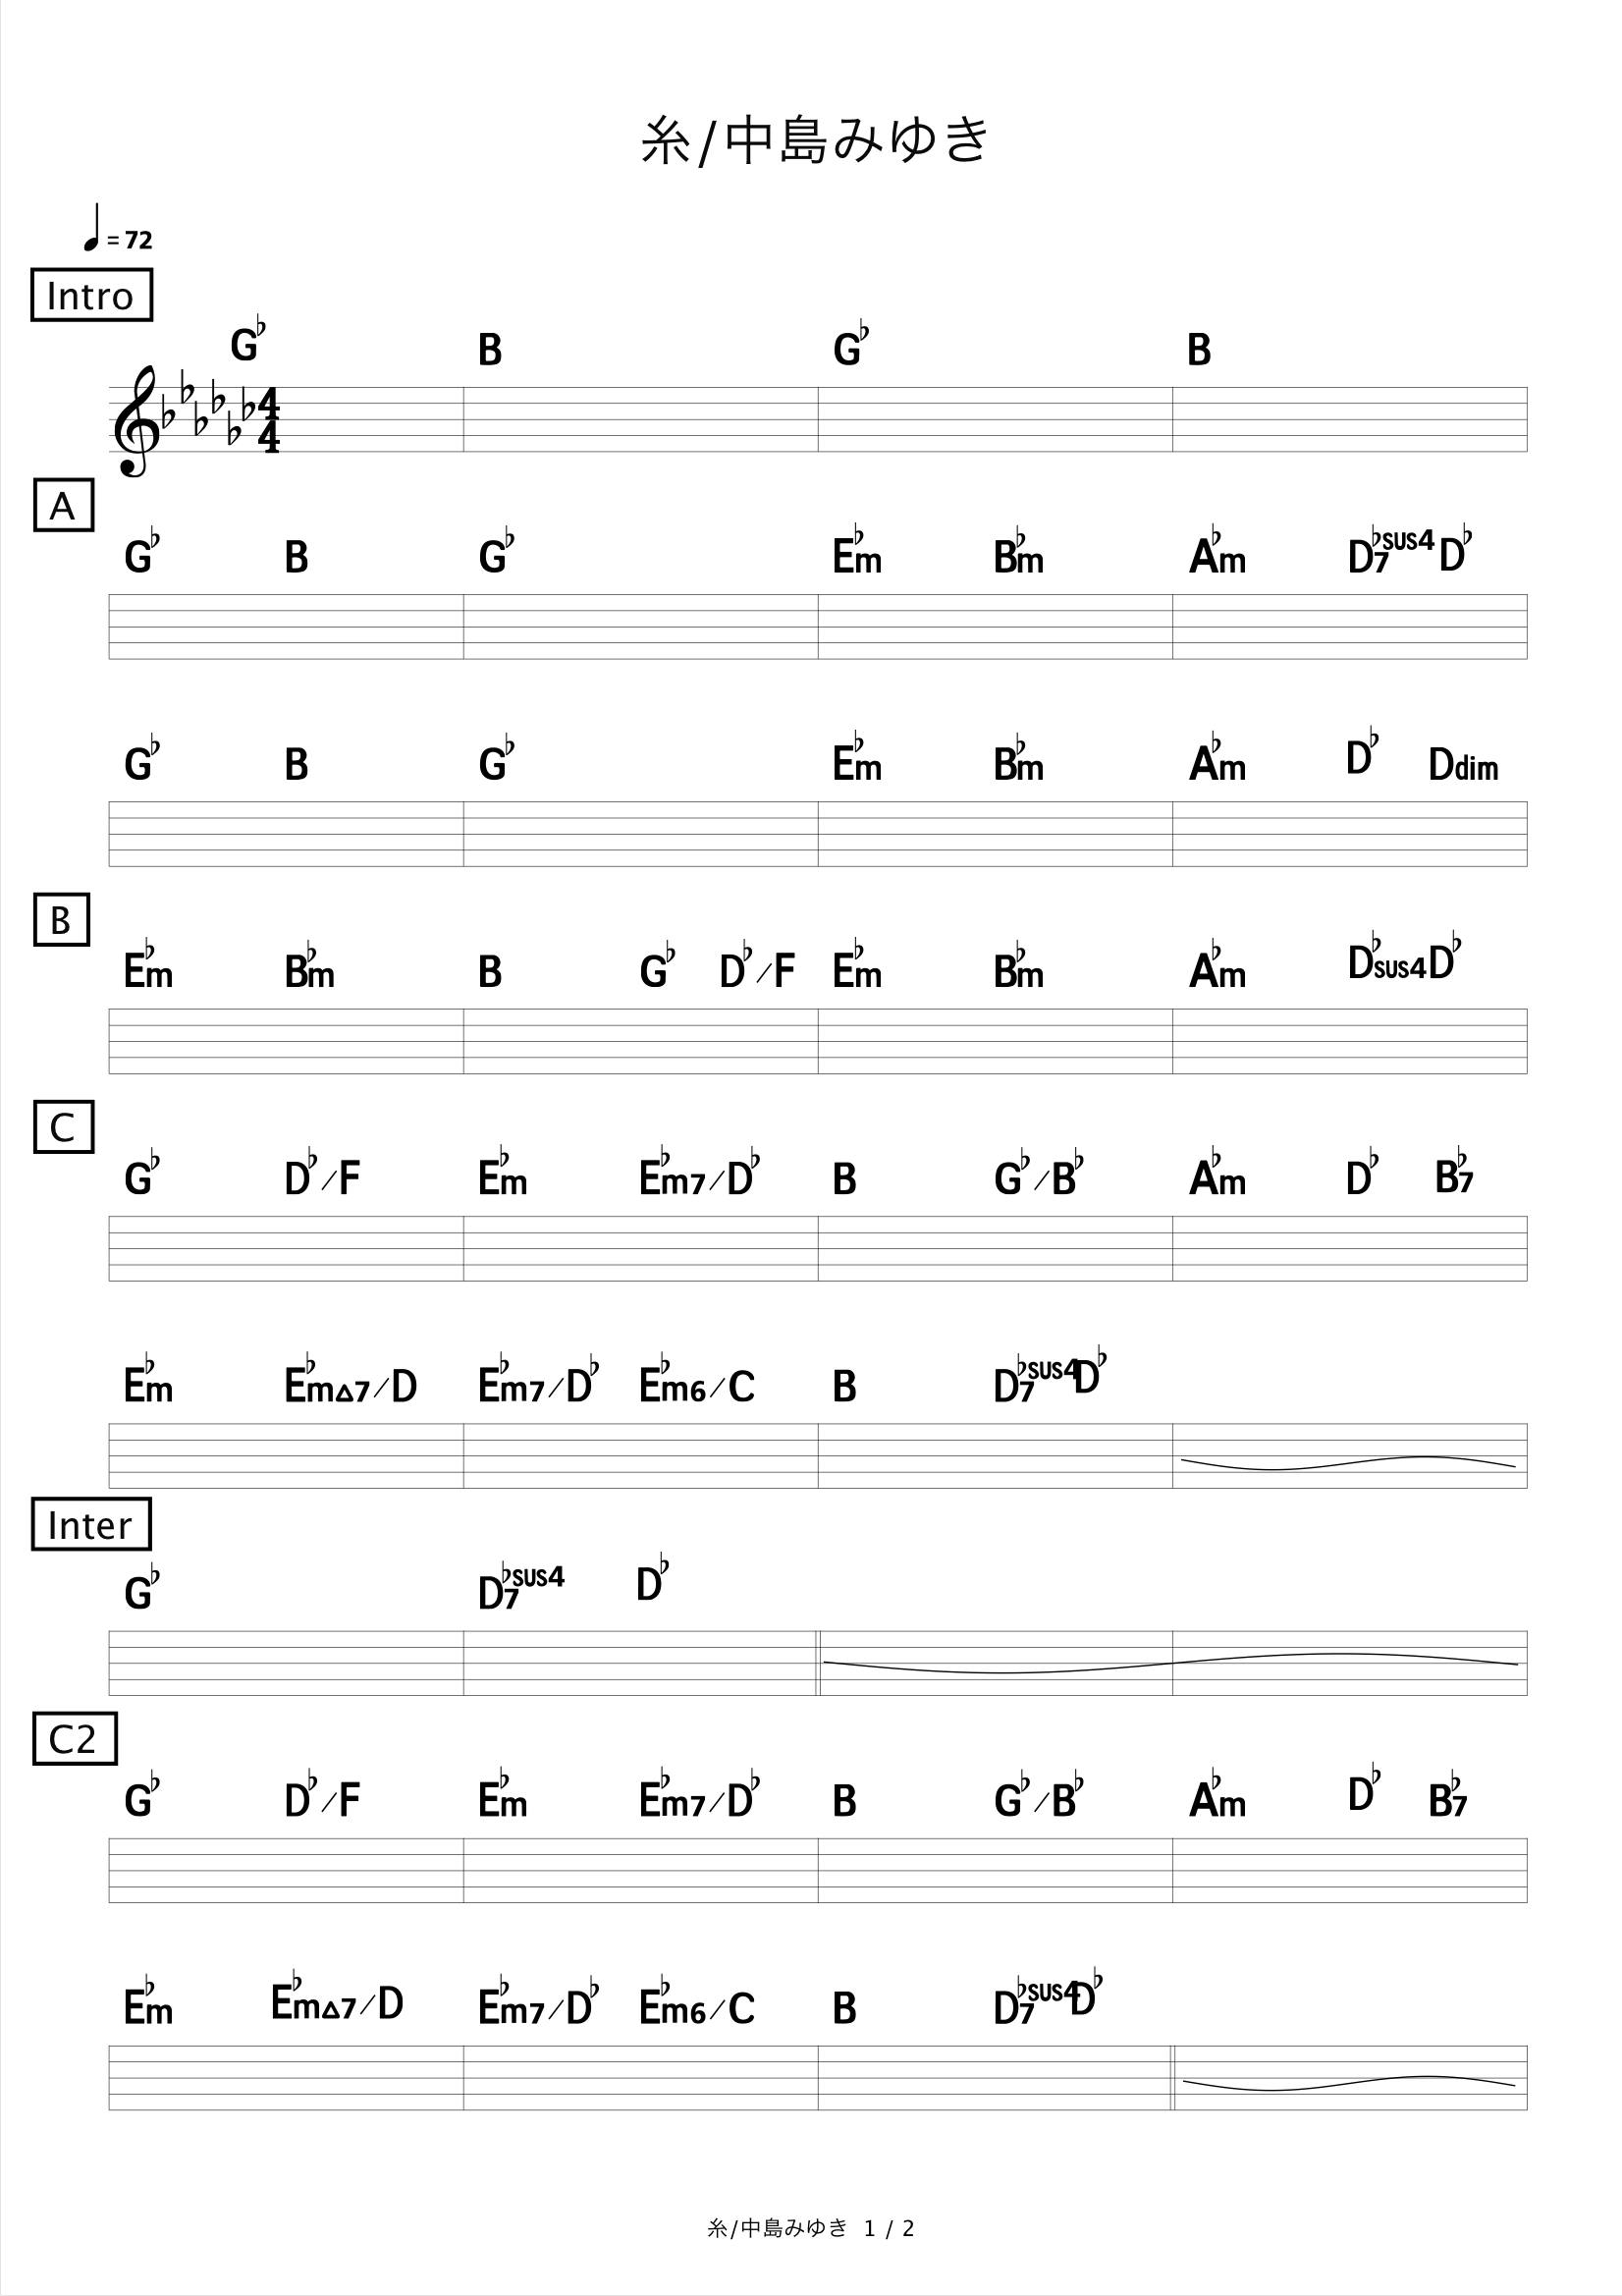 糸/中島みゆき
♩=72
Intro
G♭ B G♭ B
4/4
A
G♭ B G♭ E♭m B♭m A♭m D♭7sus4 D♭
G♭ B G♭ E♭m B♭m A♭m D♭ Ddim
B
E♭m B♭m B G♭ D♭/F E♭m B♭m A♭m D♭sus4 D♭
C
G♭ D♭/F E♭m E♭m7/D♭ B G♭/B♭ A♭m D♭ B♭7
E♭m E♭m△7/D E♭m7/D♭ E♭m6/C B D♭7sus4 D♭
Inter
G♭ D♭7sus4 D♭
C2
G♭ D♭/F E♭m E♭m7/D♭ B G♭/B♭ A♭m D♭ B♭7
E♭m E♭m△7/D E♭m7/D♭ E♭m6/C B D♭7sus4 D♭
糸/中島みゆき 1 / 2